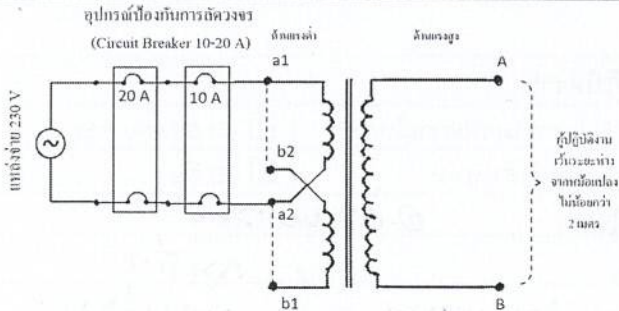 อุปกรณ์ป้องกันการลัดวงจร
(Circuit Breaker 10-20 A)
ด้านแรงต่ำ
ด้านแรงสูง
a1
A
20 A
10 A
แหล่งจ่าย 230 V
b2
a2
ผู้ปฏิบัติงาน
เว้นระยะห่าง
จากหม้อแปลง
ไม่น้อยกว่า
2 เมตร
b1
B